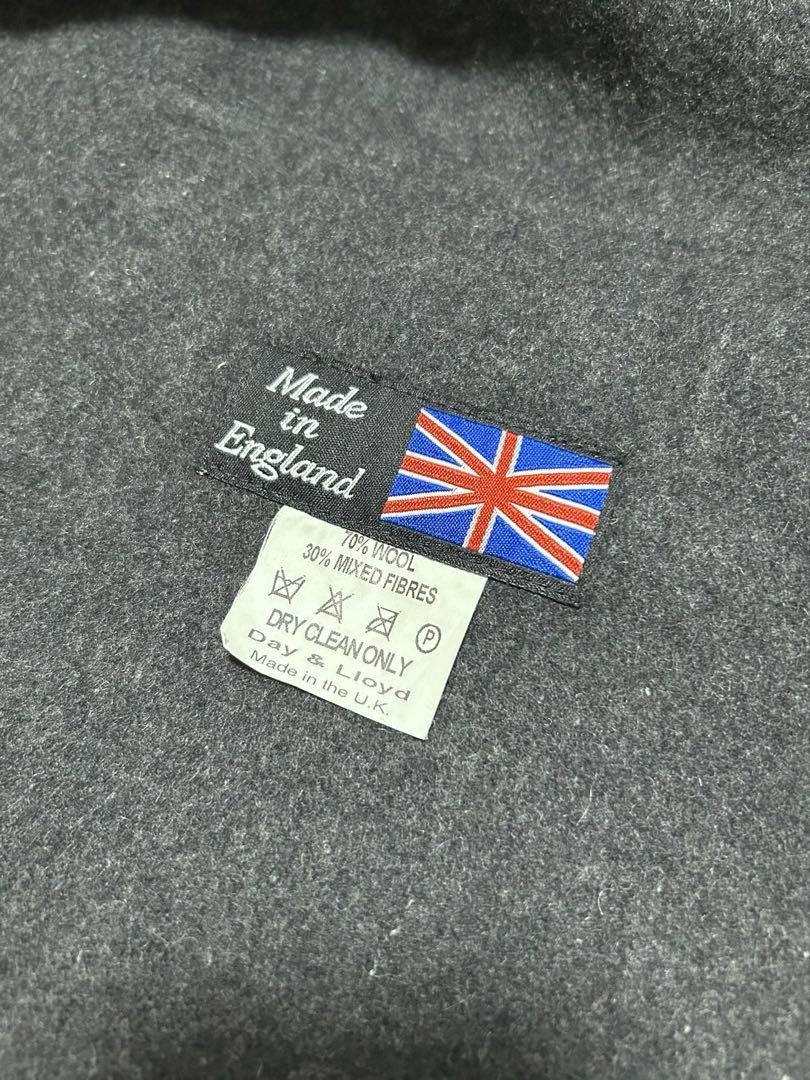 Made
in
England
70% WOOL
30% MIXED FIBRES
P
DRY CLEAN ONLY
Day & Lloyd
Made in the U.K.